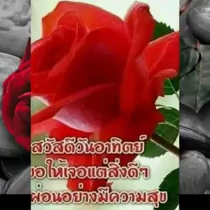 สวัสดีวันอาทิตย์
ขอให้เจอแต่สิ่งดีๆ
ผ่อนอย่างมีความสุข